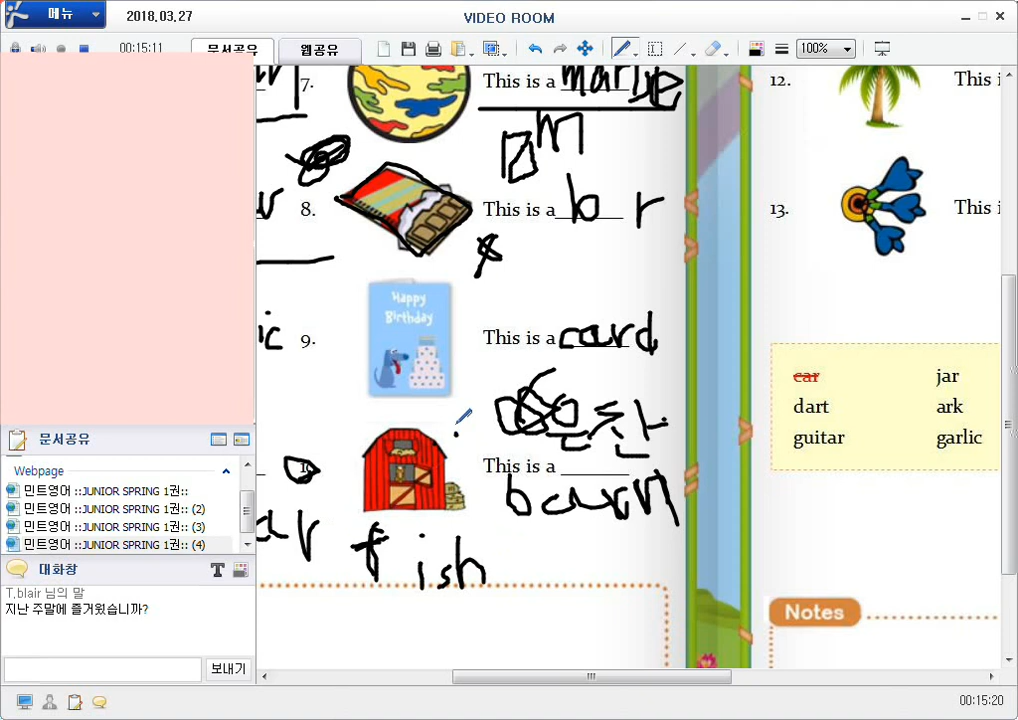 메뉴 2018.03.27 VIDEO ROOM
00:15:11 문서공유 웹공유 100%
7. This is a
12. This i
8. This is a b r
13. This i
Happy
Birthday
9. This is a card
ic
car jar
dart ark
guitar garlic
This is a
barn
ar
fish
Notes
문서공유
Webpage
민트영어 ::JUNIOR SPRING 1권::
민트영어 ::JUNIOR SPRING 1권:: (2)
민트영어 ::JUNIOR SPRING 1권:: (3)
민트영어 ::JUNIOR SPRING 1권:: (4)
대화창 T
T,blair 님의 말
지난 주말에 즐거웠습니까?
보내기
00:15:20